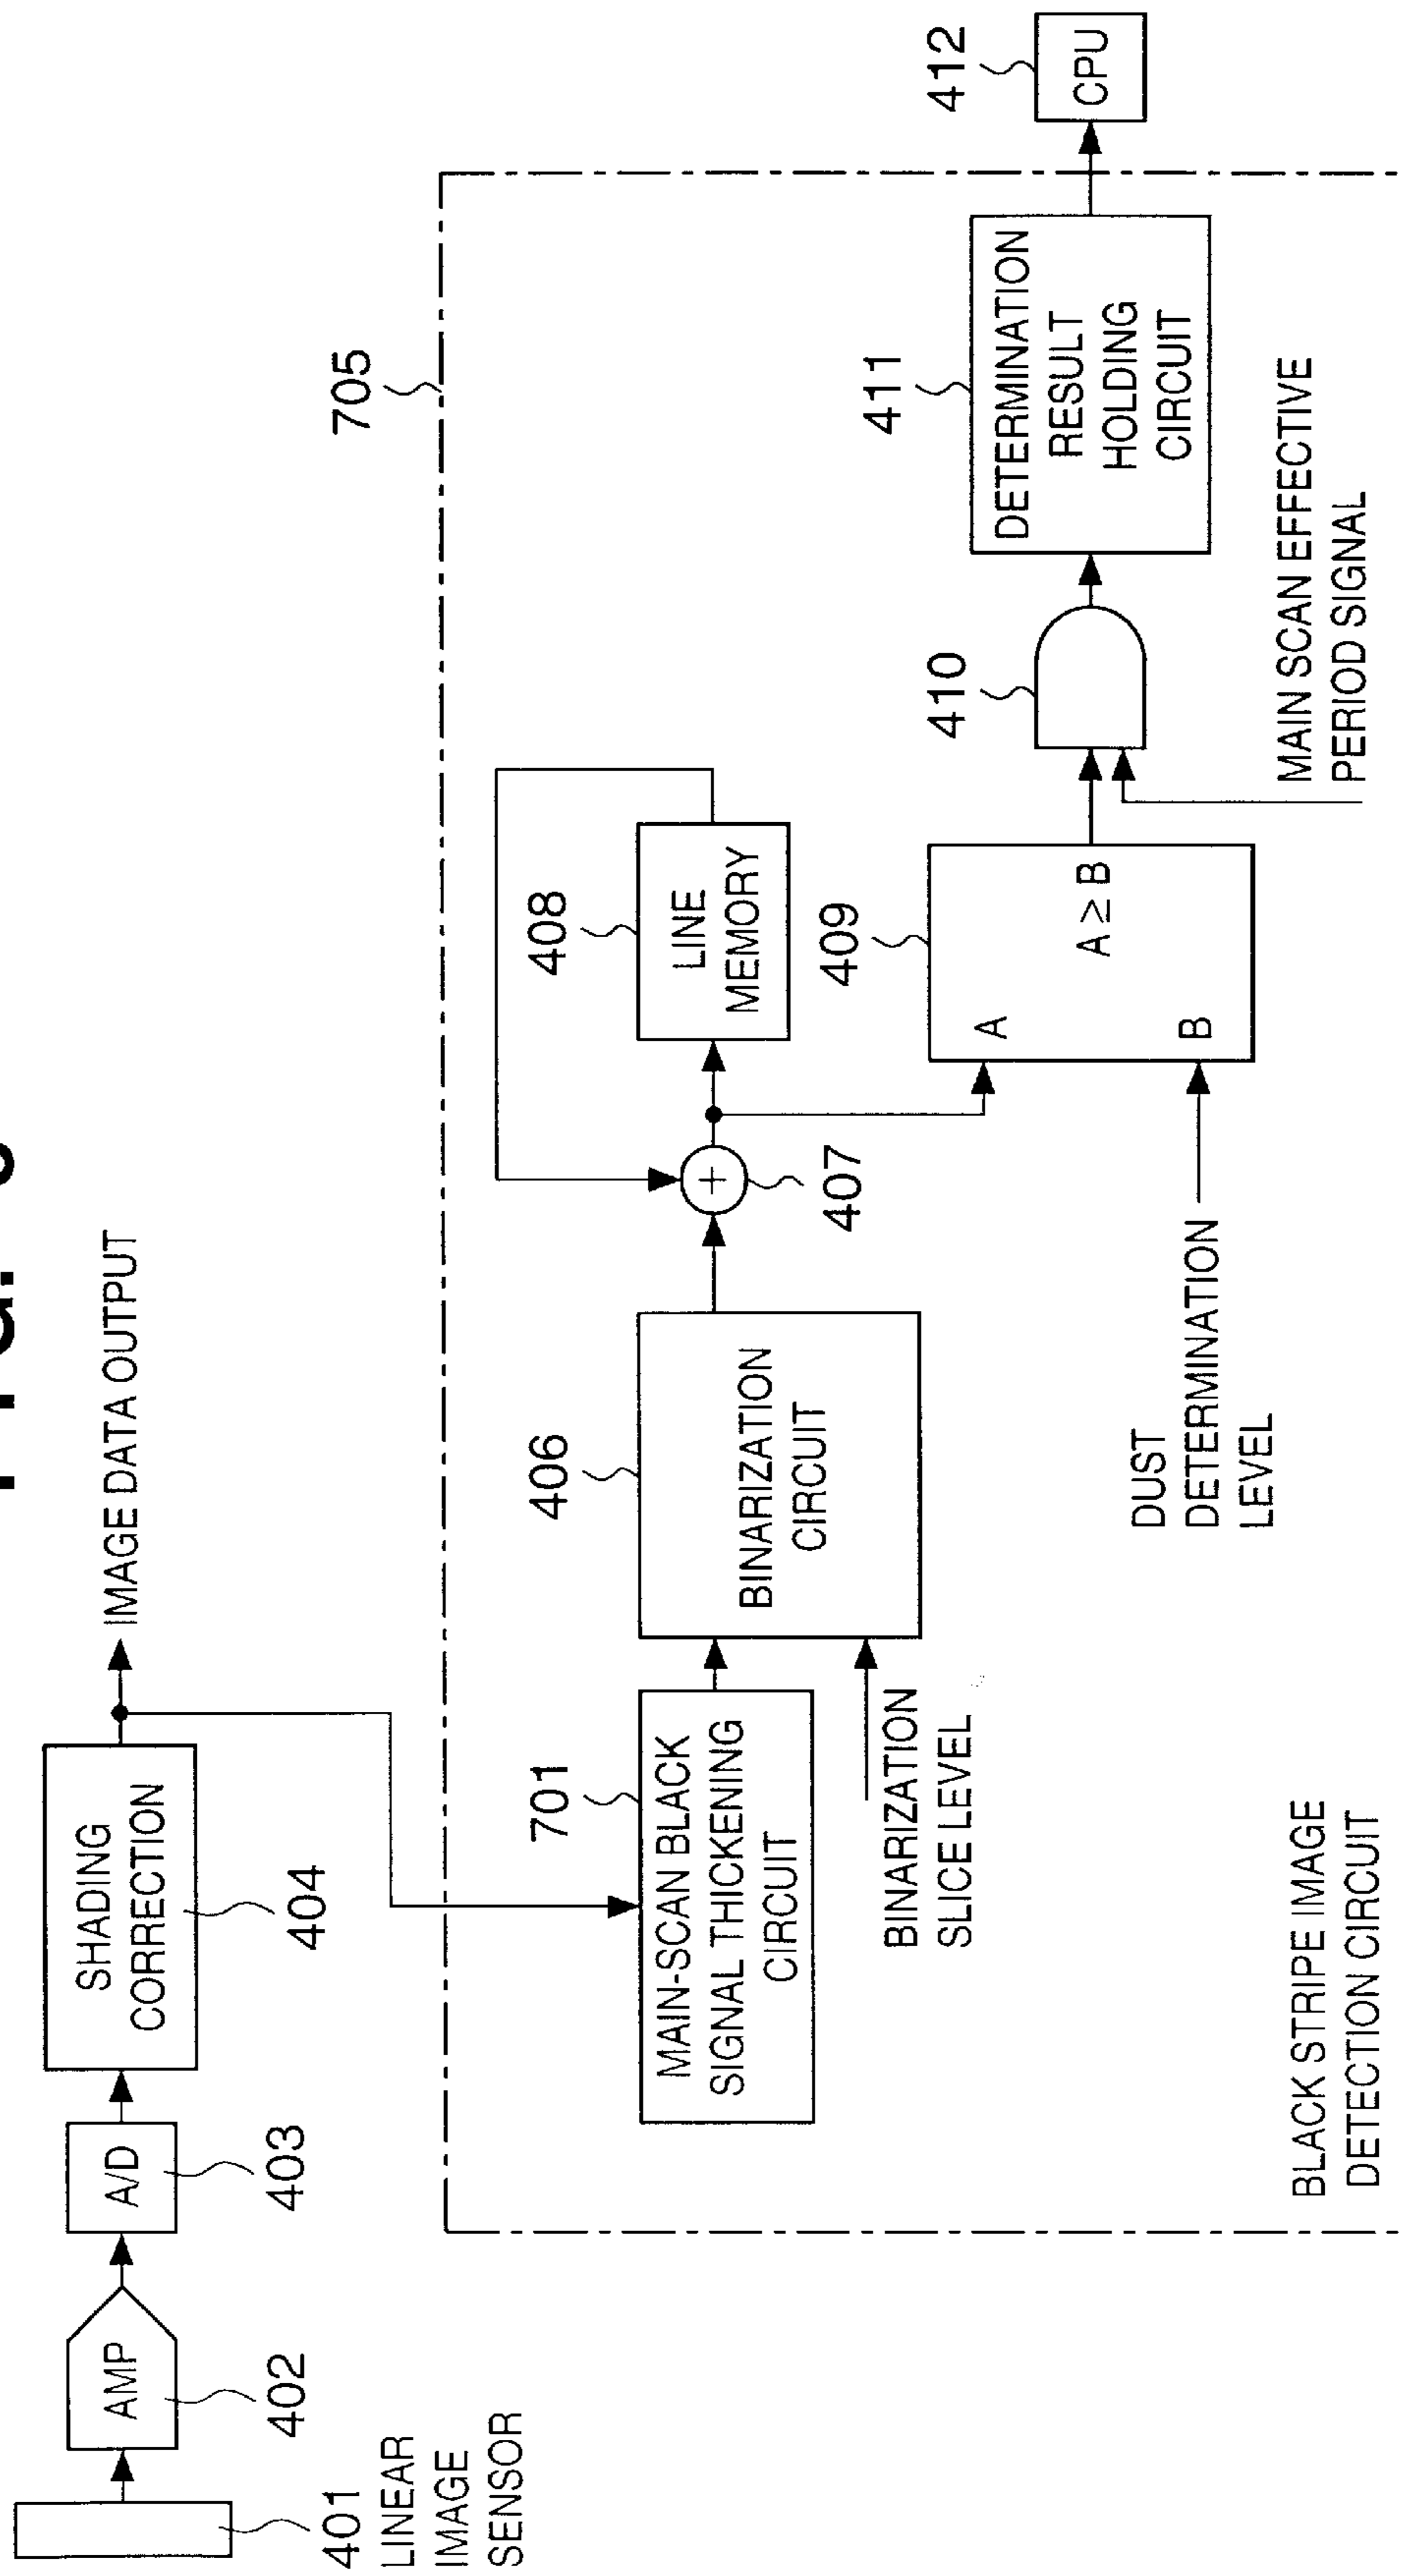 IMAGE DATA OUTPUT
SHADING
CORRECTION
404
A/D
403
AMP
402
401
LINEAR
IMAGE
SENSOR
705
MAIN-SCAN BLACK
SIGNAL THICKENING
CIRCUIT
701
BINARIZATION
SLICE LEVEL
BINARIZATION
CIRCUIT
406
+
407
LINE
MEMORY
408
409
A
B
A ≥ B
DUST
DETERMINATION
LEVEL
410
MAIN SCAN EFFECTIVE
PERIOD SIGNAL
DETERMINATION
RESULT
HOLDING
CIRCUIT
411
CPU
412
BLACK STRIPE IMAGE
DETECTION CIRCUIT